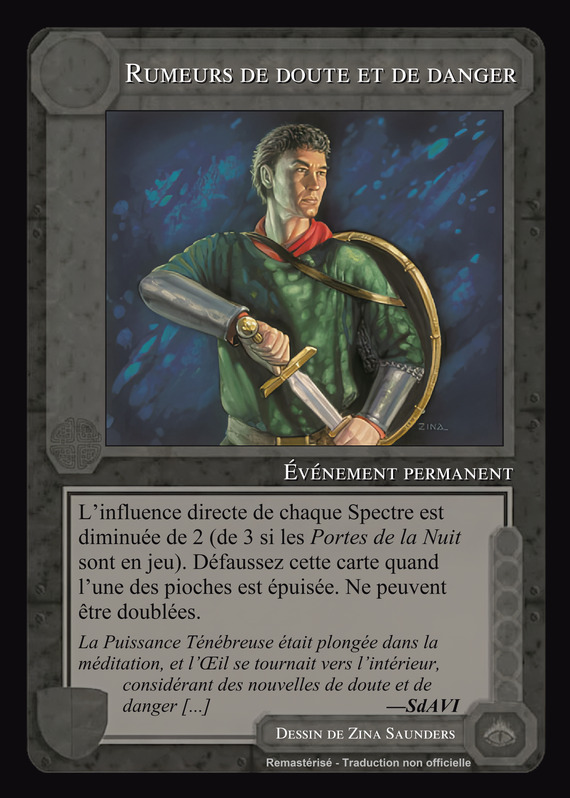 Rumeurs de doute et de danger
ZINA
Événement permanent
L’influence directe de chaque Spectre est
diminuée de 2 (de 3 si les Portes de la Nuit
sont en jeu). Défaussez cette carte quand
l’une des pioches est épuisée. Ne peuvent
être doublées.
La Puissance Ténébreuse était plongée dans la
méditation, et l’Œil se tournait vers l’intérieur,
considérant des nouvelles de doute et de
danger [...] —SdAVI
Dessin de Zina Saunders
Remastérisé - Traduction non officielle